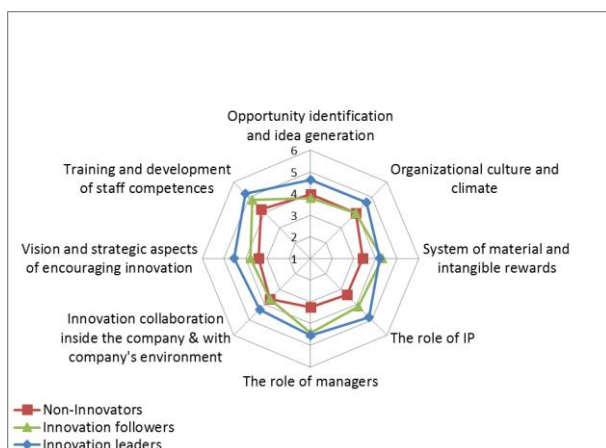 Opportunity identification
and idea generation
Training and development
of staff competences
Organizational culture and
climate
6
5
4
3
2
1
Vision and strategic aspects
of encouraging innovation
System of material and
intangible rewards
Innovation collaboration
inside the company & with
company's environment
The role of IP
The role of managers
Non-Innovators
Innovation followers
Innovation leaders